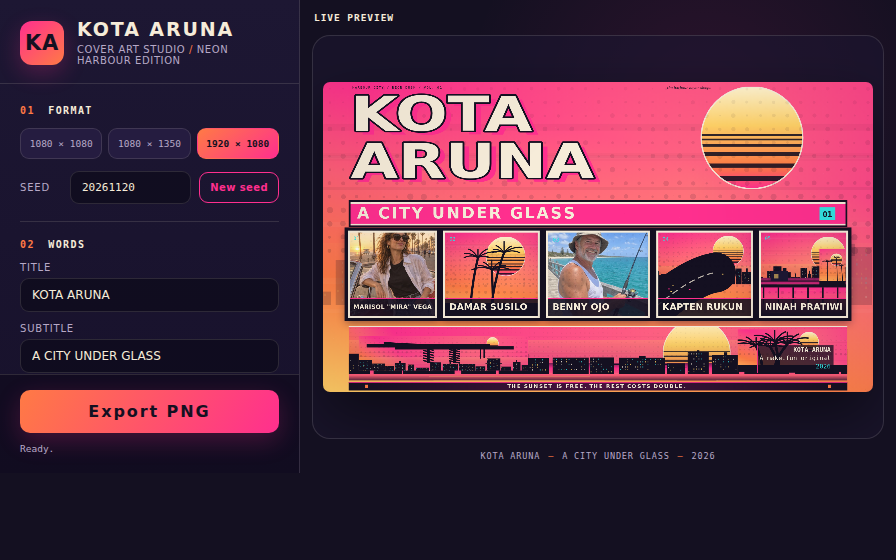 KA
KOTA ARUNA
COVER ART STUDIO / NEON
HARBOUR EDITION
01 FORMAT
1080 × 1080
1080 × 1350
1920 × 1080
SEED
20261120
New seed
02 WORDS
TITLE
KOTA ARUNA
SUBTITLE
A CITY UNDER GLASS
Export PNG
Ready.
LIVE PREVIEW
KOTA
ARUNA
A CITY UNDER GLASS
01
MARISOL "MIRA" VEGA
DAMAR SUSILO
BENNY OJO
KAPTEN RUKUN
NINAH PRATIWI
KOTA ARUNA
2026
THE SUNSET IS FREE. THE REST COSTS DOUBLE.
KOTA ARUNA — A CITY UNDER GLASS — 2026